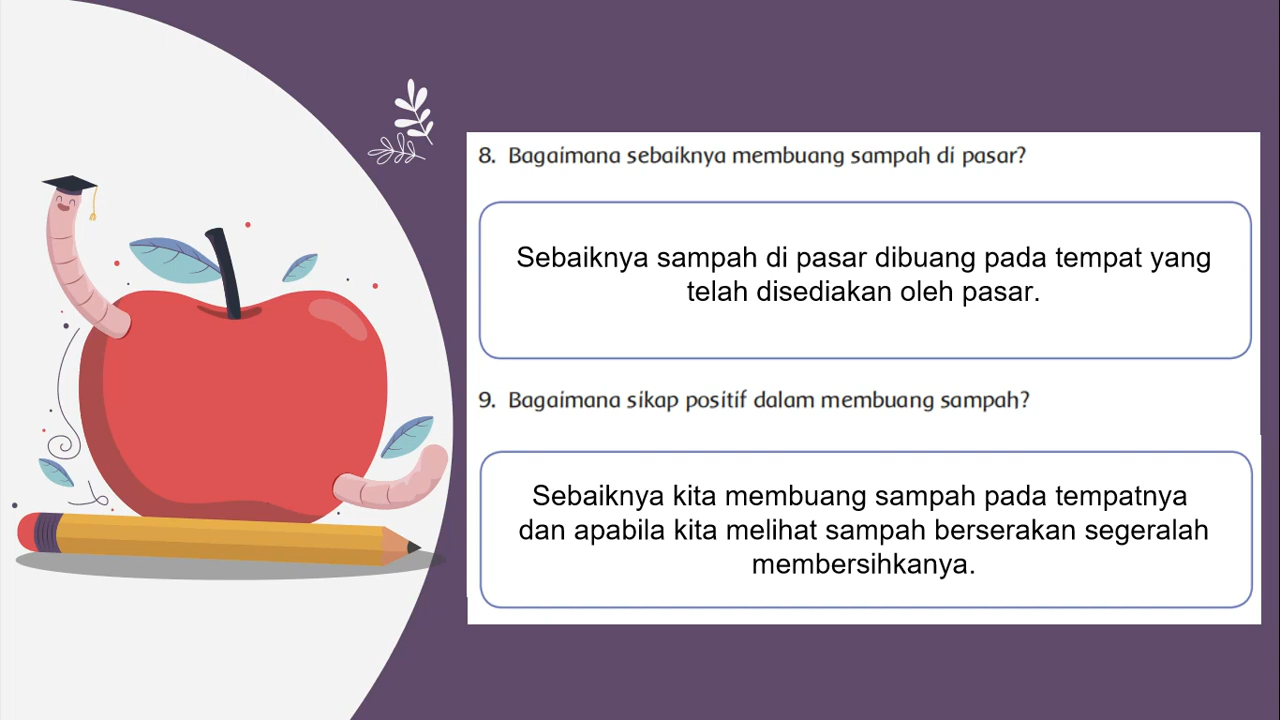 8. Bagaimana sebaiknya membuang sampah di pasar?
Sebaiknya sampah di pasar dibuang pada tempat yang
telah disediakan oleh pasar.
9. Bagaimana sikap positif dalam membuang sampah?
Sebaiknya kita membuang sampah pada tempatnya
dan apabila kita melihat sampah berserakan segeralah
membersihkanya.